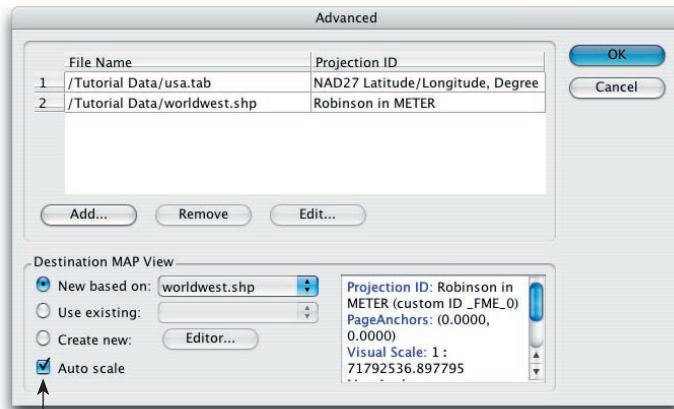 Advanced
File Name Projection ID
1 /Tutorial Data/usa.tab NAD27 Latitude/Longitude, Degree
2 /Tutorial Data/worldwest.shp Robinson in METER
OK
Cancel
Add... Remove Edit...
Destination MAP View
New based on: worldwest.shp
Use existing:
Create new: Editor...
Auto scale
Projection ID: Robinson in
METER (custom ID _FME_0)
PageAnchors: (0.0000,
0.0000)
Visual Scale: 1 :
71792536.897795